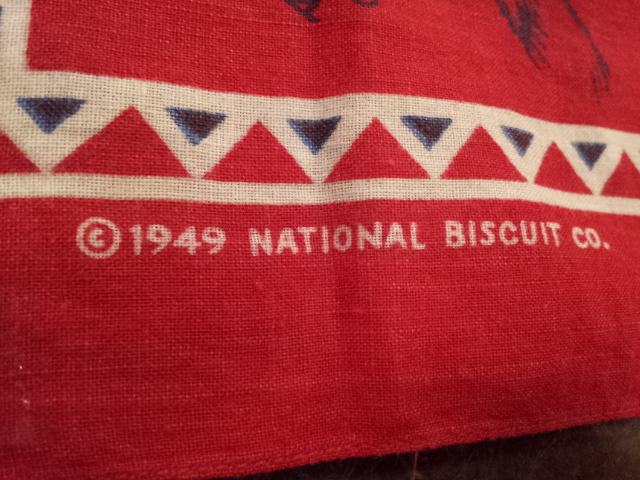 © 1949 NATIONAL BISCUIT CO.